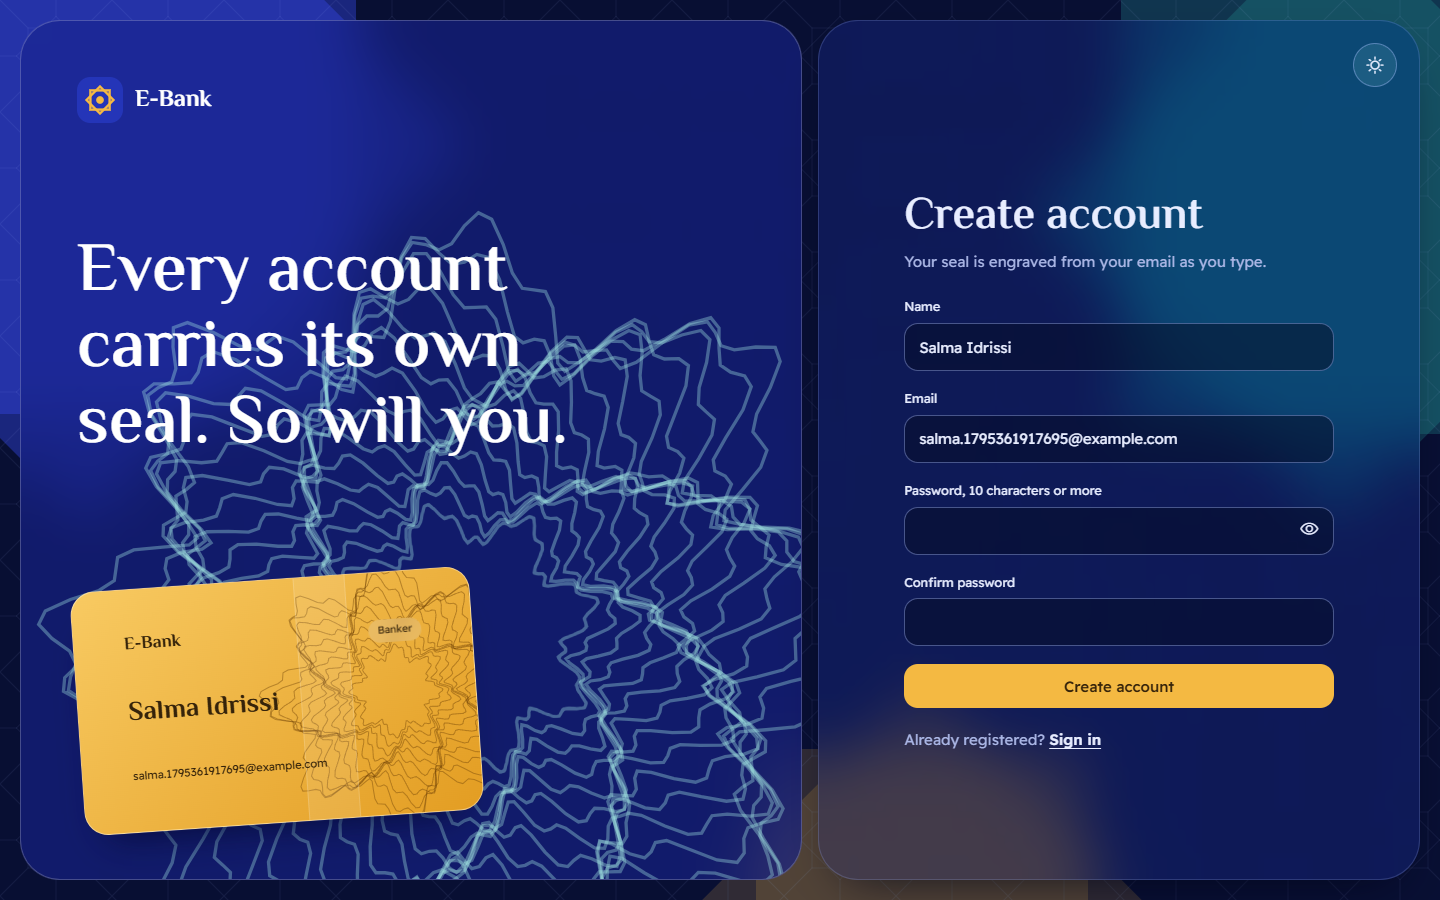 E-Bank
Every account
carries its own
seal. So will you.
E-Bank
Banker
Salma Idrissi
salma.1795361917695@example.com
Create account
Your seal is engraved from your email as you type.
Name
Salma Idrissi
Email
salma.1795361917695@example.com
Password, 10 characters or more
Confirm password
Create account
Already registered? Sign in